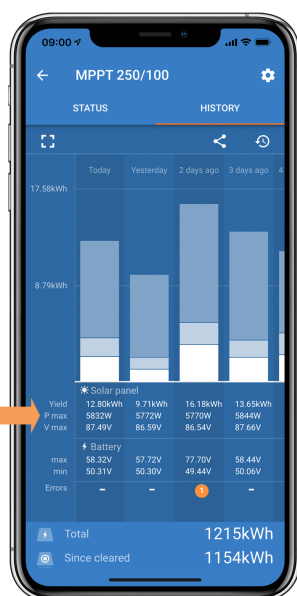 09:00
MPPT 250/100
STATUS HISTORY
Today Yesterday 2 days ago 3 days ago 4
17.58kWh
8.79kWh
Solar panel
Yield 12.80kWh 9.71kWh 16.18kWh 13.65kWh
P max 5832W 5772W 5770W 5844W
V max 87.49V 86.59V 86.54V 87.66V
Battery
max 58.32V 57.72V 77.70V 58.44V
min 50.31V 50.30V 49.44V 50.06V
Errors – – 1 –
Total 1215kWh
Since cleared 1154kWh